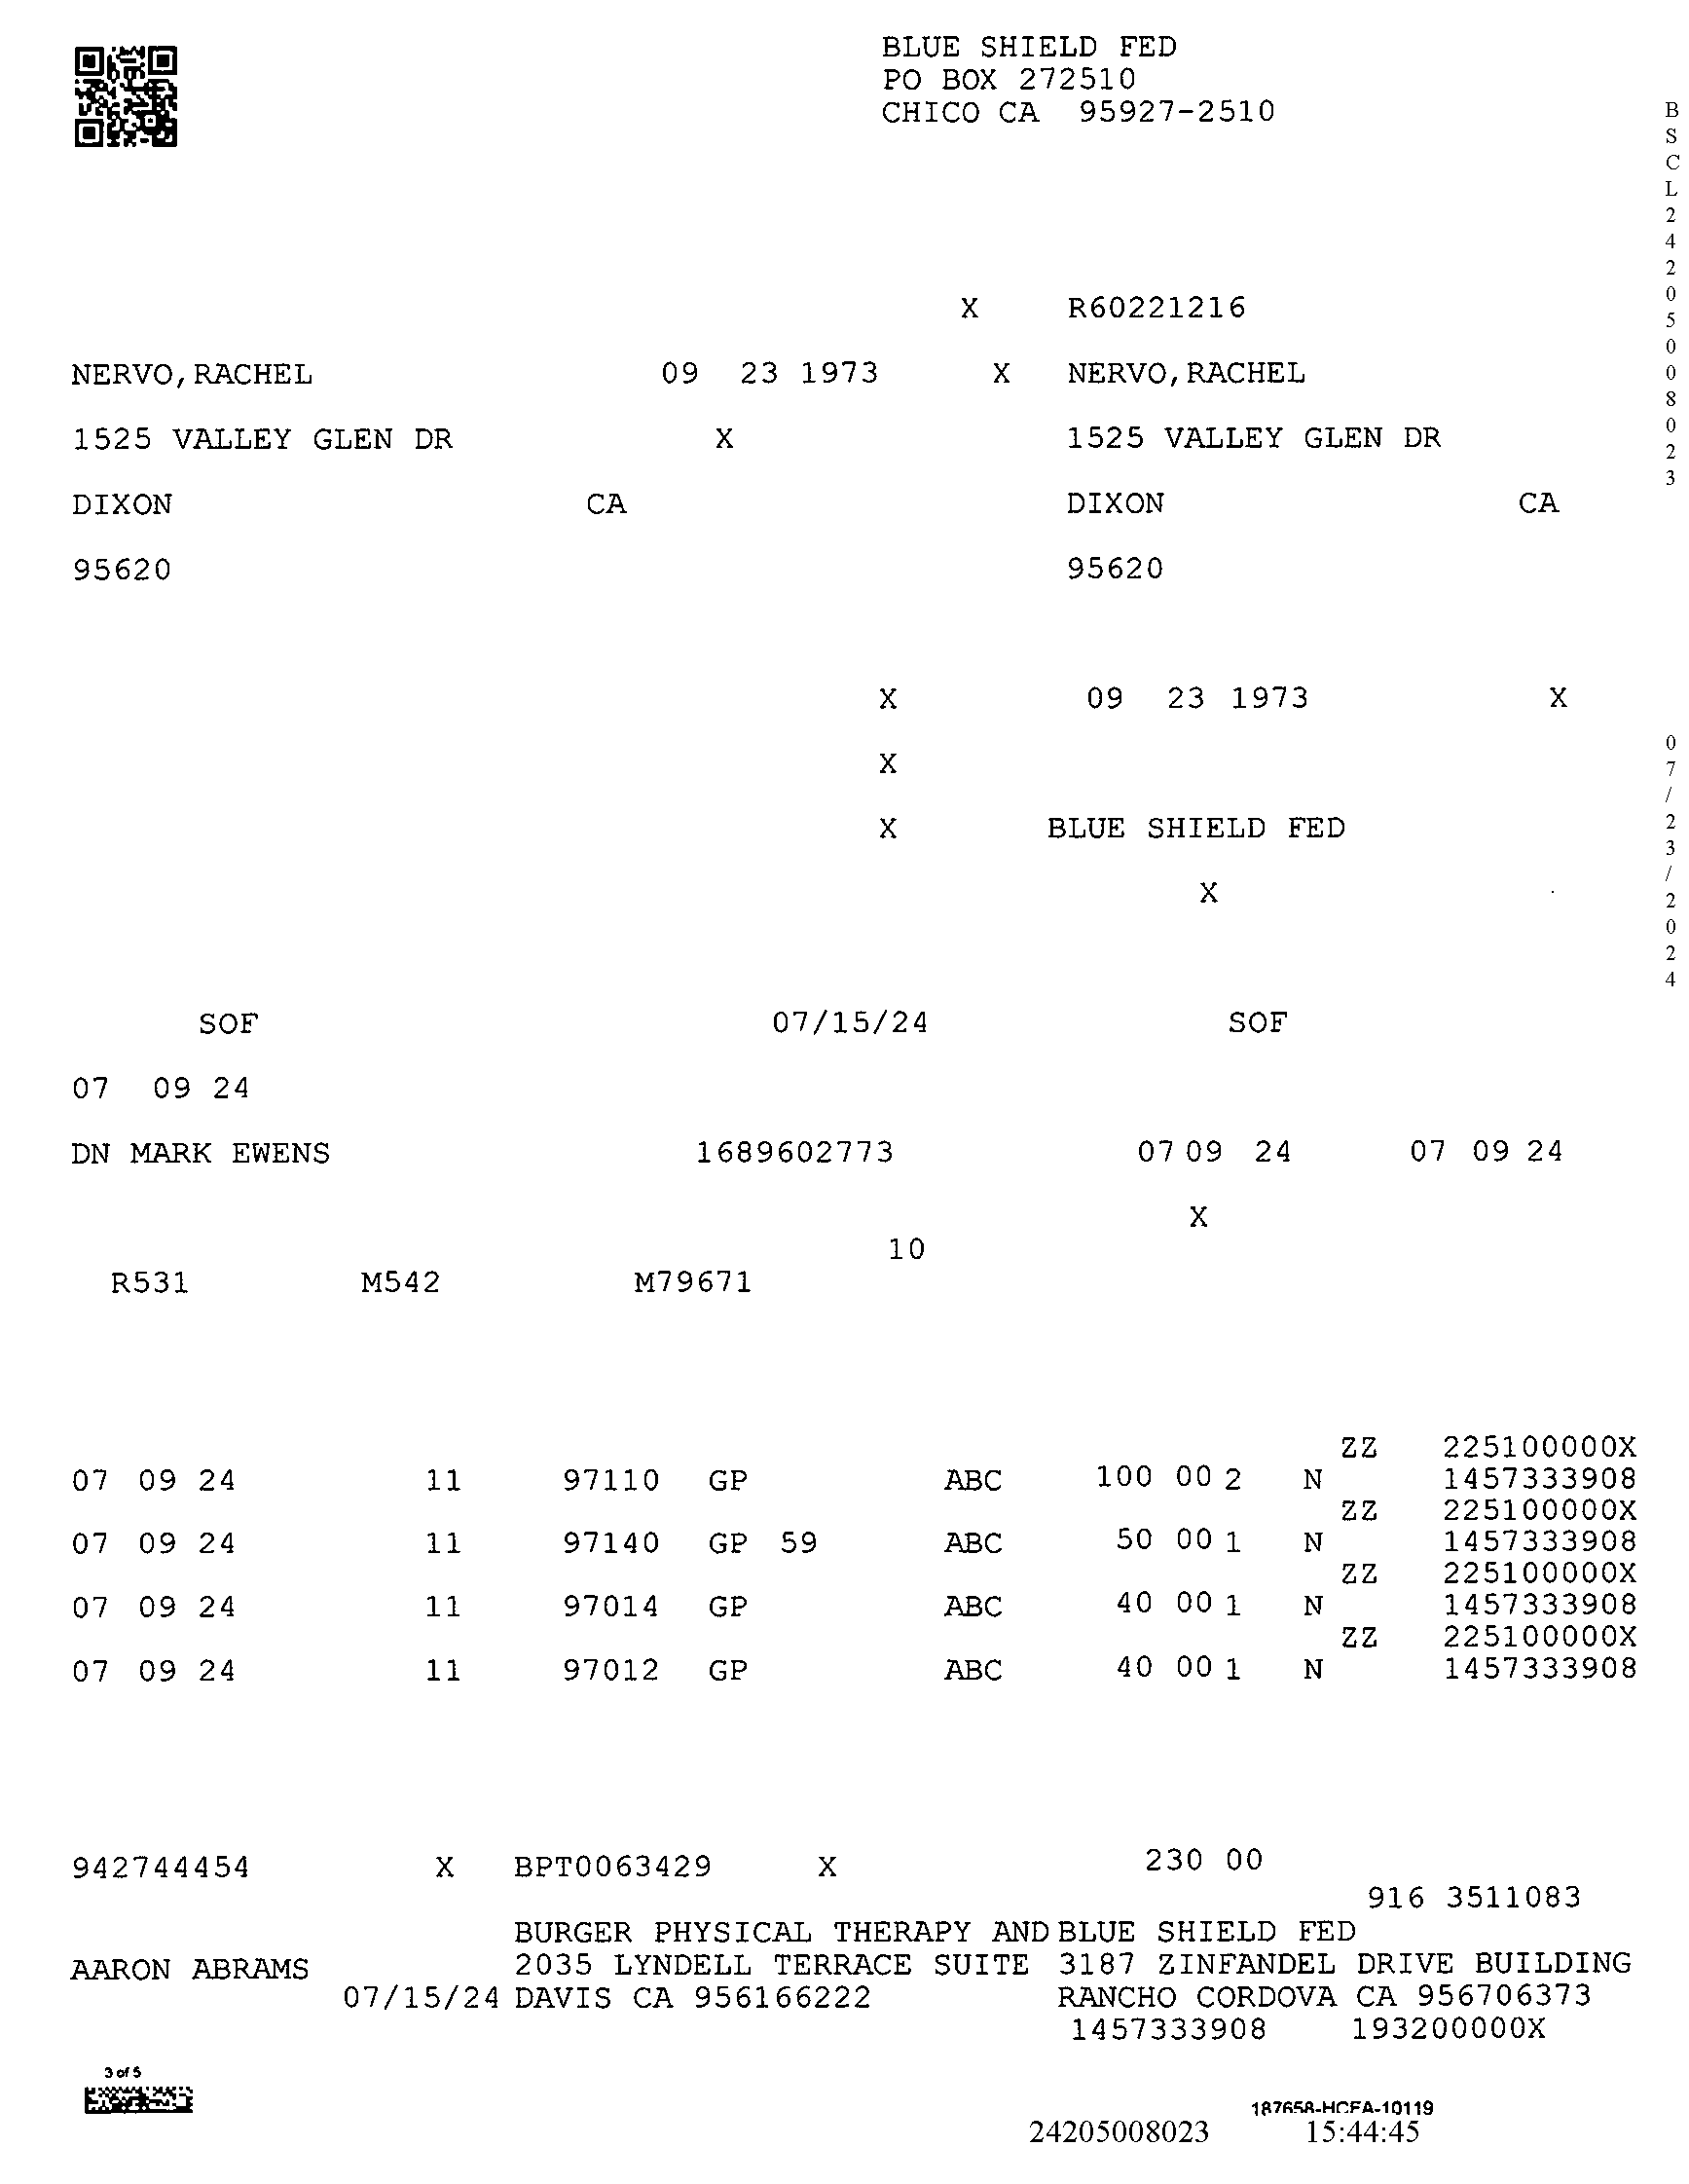 BLUE SHIELD FED
PO BOX 272510
CHICO CA 95927-2510
BSCL24205008023
X R60221216
NERVO, RACHEL 09 23 1973 X NERVO, RACHEL
1525 VALLEY GLEN DR X 1525 VALLEY GLEN DR
DIXON CA DIXON CA
95620 95620
X 09 23 1973 X
07/23/2024
X
X BLUE SHIELD FED
X
SOF 07/15/24 SOF
07 09 24
DN MARK EWENS 1689602773 07 09 24 07 09 24
X
10
R531 M542 M79671
ZZ 225100000X
07 09 24 11 97110 GP ABC 100 00 2 N 1457333908
ZZ 225100000X
07 09 24 11 97140 GP 59 ABC 50 00 1 N 1457333908
ZZ 225100000X
07 09 24 11 97014 GP ABC 40 00 1 N 1457333908
ZZ 225100000X
07 09 24 11 97012 GP ABC 40 00 1 N 1457333908
942744454 X BPT0063429 X 230 00
916 3511083
BURGER PHYSICAL THERAPY AND BLUE SHIELD FED
AARON ABRAMS 2035 LYNDELL TERRACE SUITE 3187 ZINFANDEL DRIVE BUILDING
07/15/24 DAVIS CA 956166222 RANCHO CORDOVA CA 956706373
1457333908 193200000X
3 of 5
187658-HCFA-10119
24205008023 15:44:45